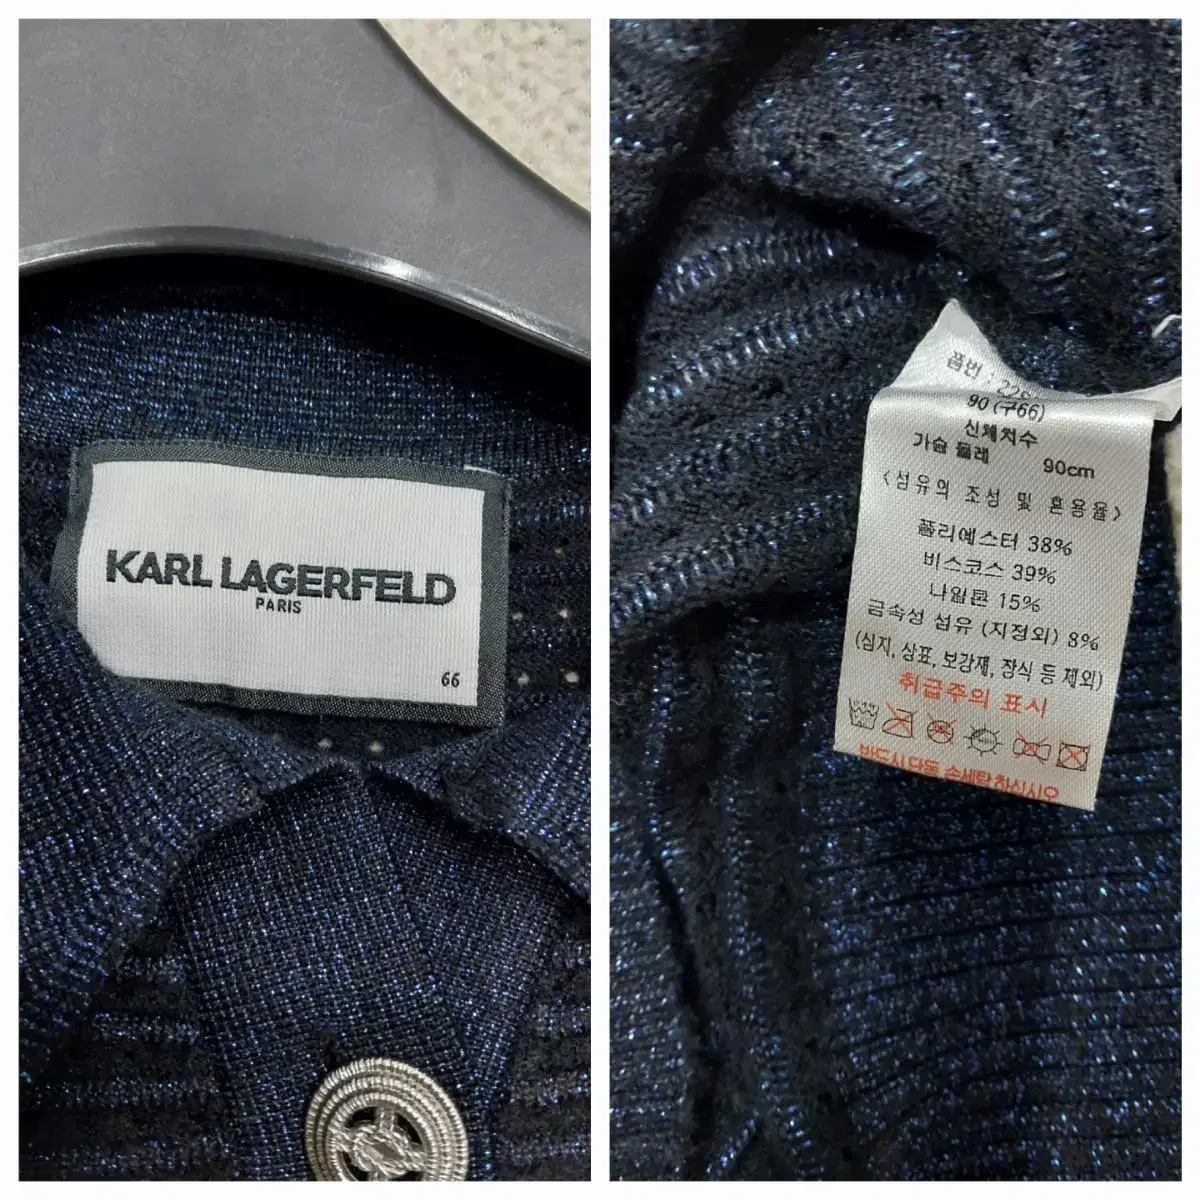 KARL LAGERFELD
PARIS
66
품번 :
90 (구66)
신체치수
가슴 둘레 90cm
<섬유의 조성 및 혼용율>
폴리에스터 38%
비스코스 39%
나일론 15%
금속성 섬유 (지정외) 8%
(심지, 상표, 보강재, 장식 등 제외)
취급주의 표시
반드시 단독 손세탁 하십시오